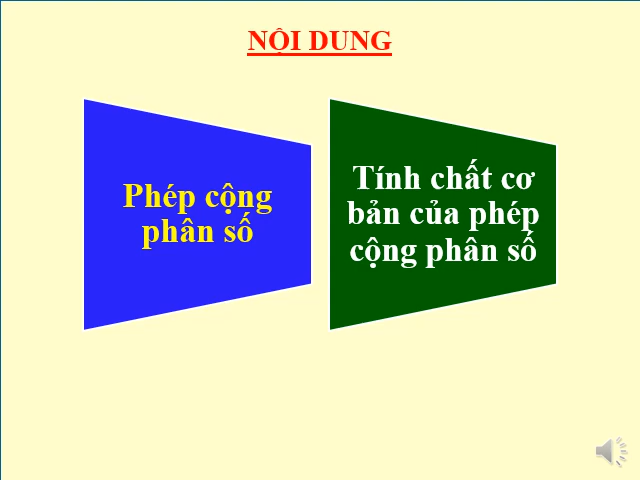 NỘI DUNG
Phép cộng
phân số
Tính chất cơ
bản của phép
cộng phân số